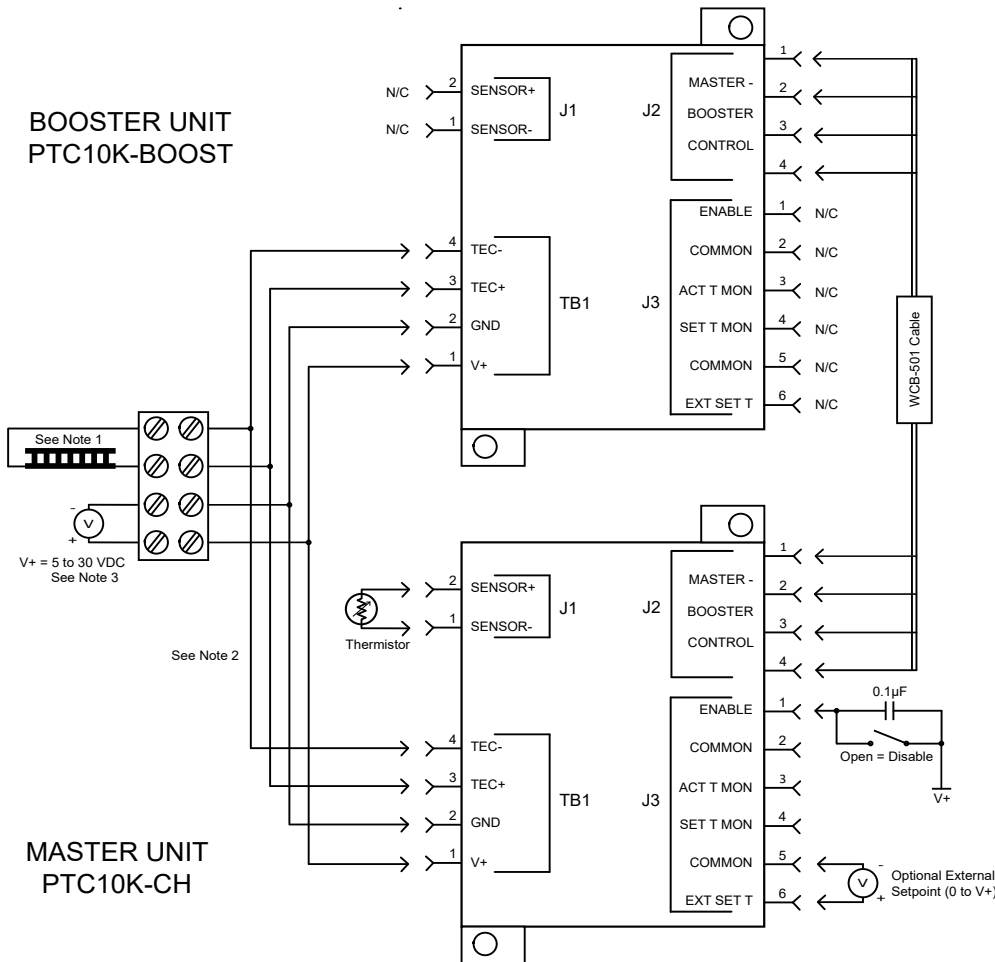 BOOSTER UNIT
PTC10K-BOOST
N/C
2
SENSOR+
N/C
1
SENSOR-
J1
J2
MASTER -
BOOSTER
CONTROL
1
2
3
4
4
TEC-
3
TEC+
2
GND
1
V+
TB1
J3
ENABLE
1
N/C
COMMON
2
N/C
ACT T MON
3
N/C
SET T MON
4
N/C
COMMON
5
N/C
EXT SET T
6
N/C
WCB-501 Cable
See Note 1
-
V
+
V+ = 5 to 30 VDC
See Note 3
See Note 2
Thermistor
2
SENSOR+
1
SENSOR-
J1
J2
MASTER -
BOOSTER
CONTROL
1
2
3
4
4
TEC-
3
TEC+
2
GND
1
V+
TB1
J3
ENABLE
1
COMMON
2
ACT T MON
3
SET T MON
4
COMMON
5
EXT SET T
6
0.1µF
Open = Disable
V+
-
V
+
Optional External
Setpoint (0 to V+)
MASTER UNIT
PTC10K-CH